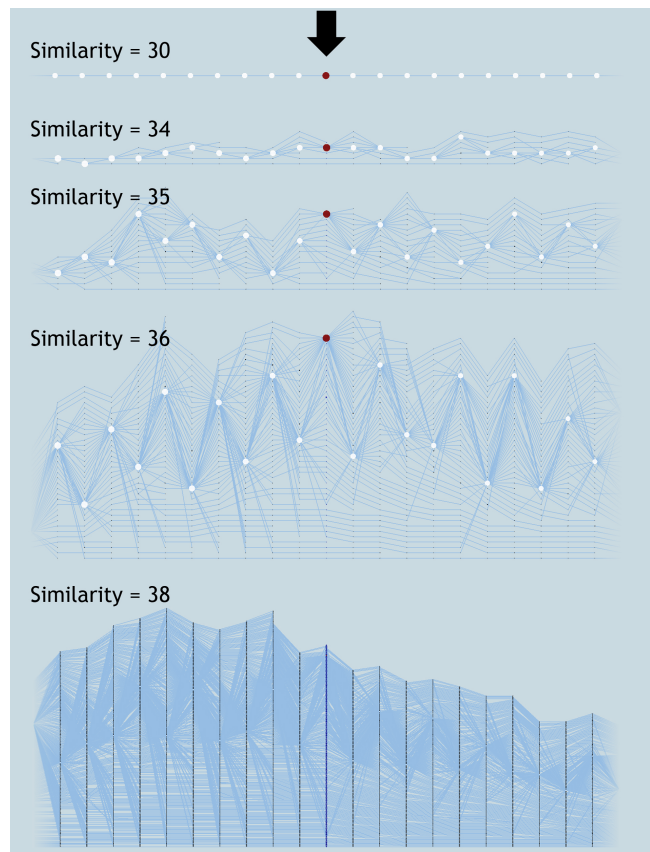 Similarity = 30
Similarity = 34
Similarity = 35
Similarity = 36
Similarity = 38